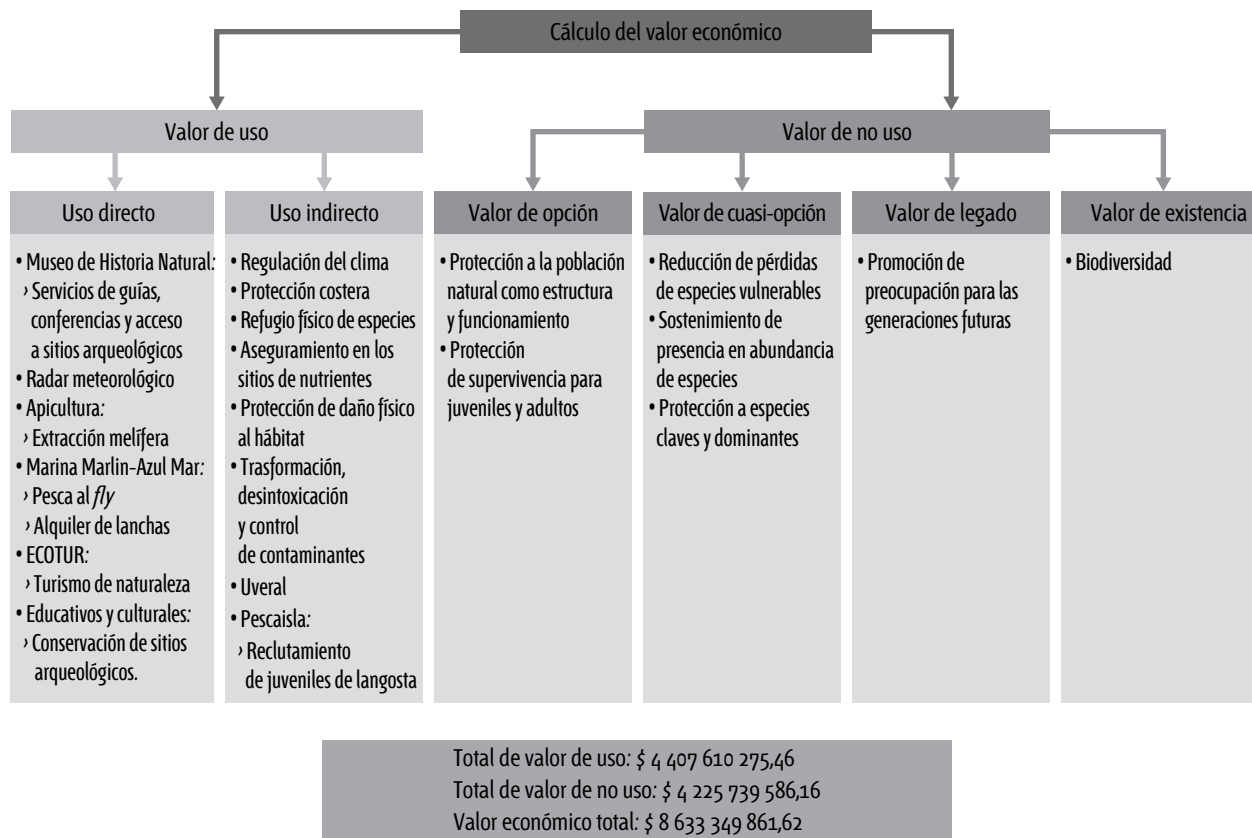 Cálculo del valor económico
Valor de uso
Valor de no uso
Uso directo
• Museo de Historia Natural:
› Servicios de guías,
conferencias y acceso
a sitios arqueológicos
• Radar meteorológico
• Apicultura:
› Extracción melífera
• Marina Marlin-Azul Mar:
› Pesca al fly
› Alquiler de lanchas
• ECOTUR:
› Turismo de naturaleza
• Educativos y culturales:
› Conservación de sitios
arqueológicos.
Uso indirecto
• Regulación del clima
• Protección costera
• Refugio físico de especies
• Aseguramiento en los
sitios de nutrientes
• Protección de daño físico
al hábitat
• Trasformación,
desintoxicación
y control
de contaminantes
• Uveral
• Pescaisla:
› Reclutamiento
de juveniles de langosta
Valor de opción
• Protección a la población
natural como estructura
y funcionamiento
• Protección
de supervivencia para
juveniles y adultos
Valor de cuasi-opción
• Reducción de pérdidas
de especies vulnerables
• Sostenimiento de
presencia en abundancia
de especies
• Protección a especies
claves y dominantes
Valor de legado
• Promoción de
preocupación para las
generaciones futuras
Valor de existencia
• Biodiversidad
Total de valor de uso: $ 4 407 610 275,46
Total de valor de no uso: $ 4 225 739 586,16
Valor económico total: $ 8 633 349 861,62